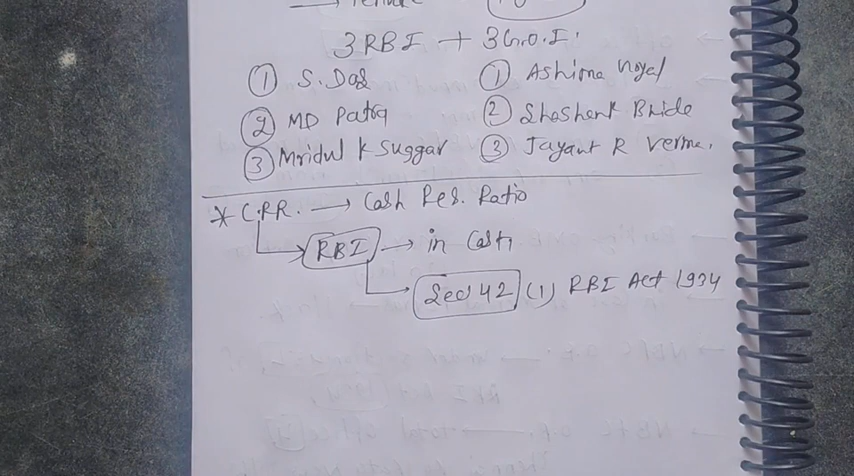 3 RBI + 3 G.O.I.
① S. Das ① Ashima Goyal
② MD Patra ② Shashank Bhide
③ Mridul K Suggar ③ Jayant R Verma.
* C.RR. → Cash Res. Ratio
RBI → in Cash
Sec 42 (1) RBI Act 1934